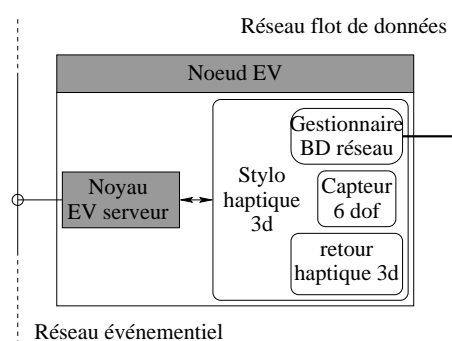 Réseau flot de données
Noeud EV
Gestionnaire
BD réseau
Stylo
haptique
3d
Capteur
6 dof
Noyau
EV serveur
retour
haptique 3d
Réseau événementiel